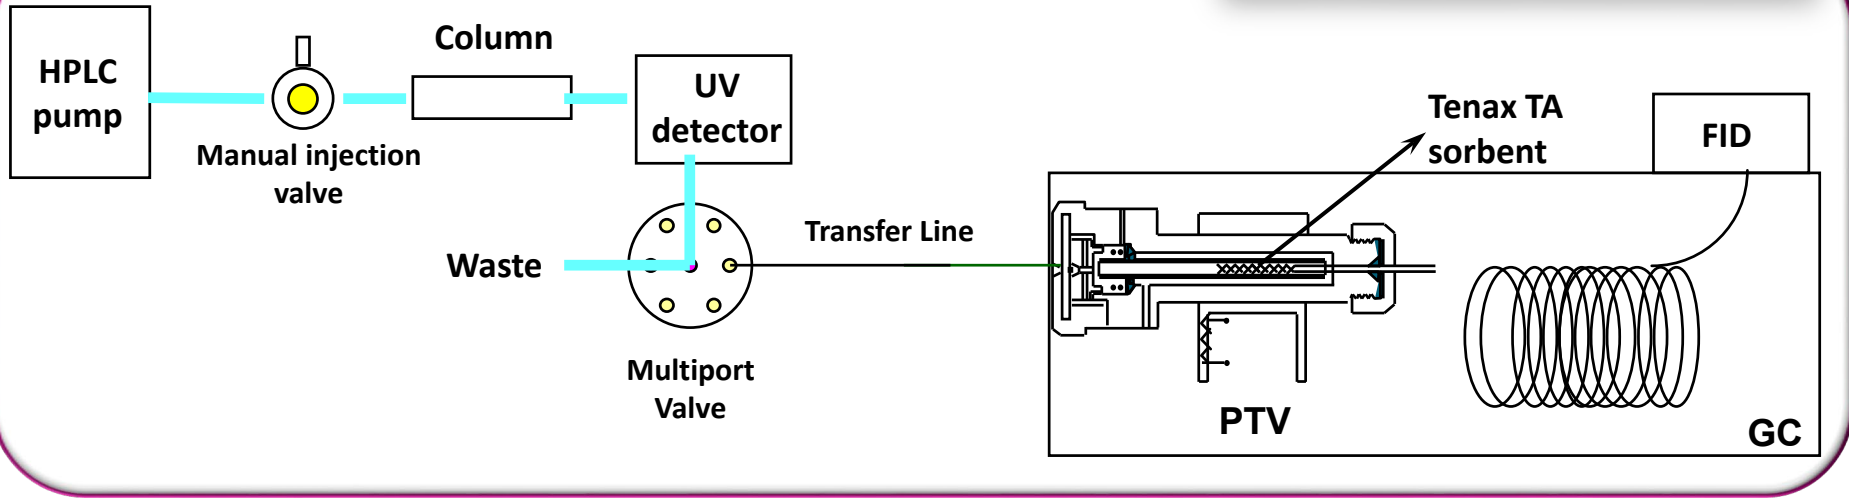 HPLC
pump
Manual injection
valve
Column
UV
detector
Waste
Multiport
Valve
Transfer Line
Tenax TA
sorbent
FID
PTV
GC